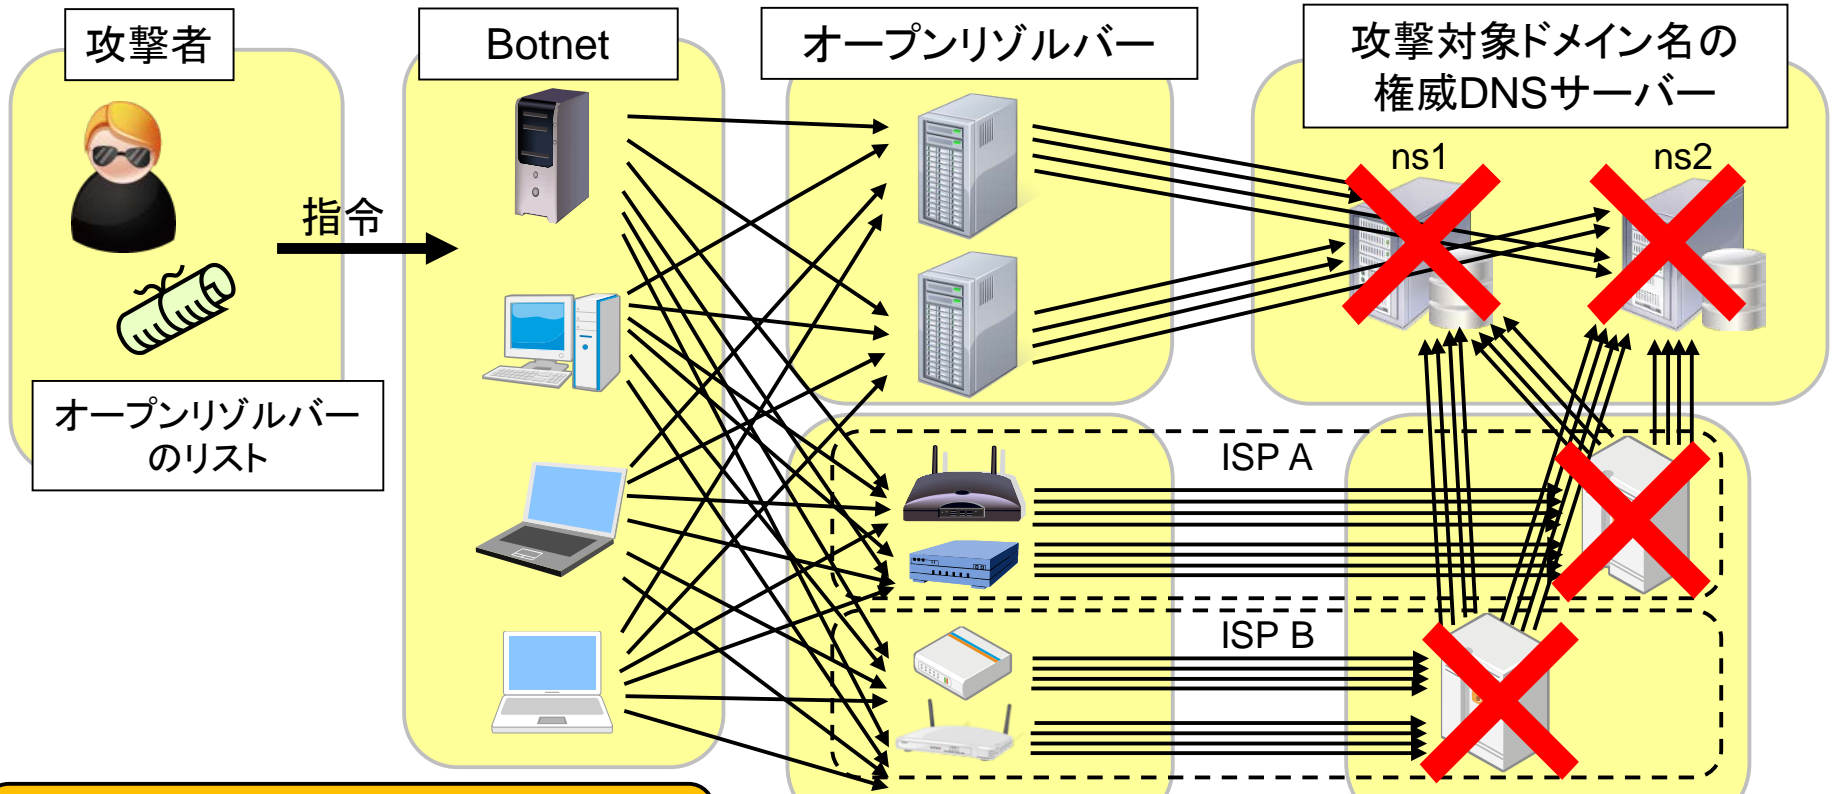 攻撃者
Botnet
オープンリゾルバー
攻撃対象ドメイン名の
権威DNSサーバー
ns1
ns2
指令
オープンリゾルバー
のリスト
ISP A
ISP B